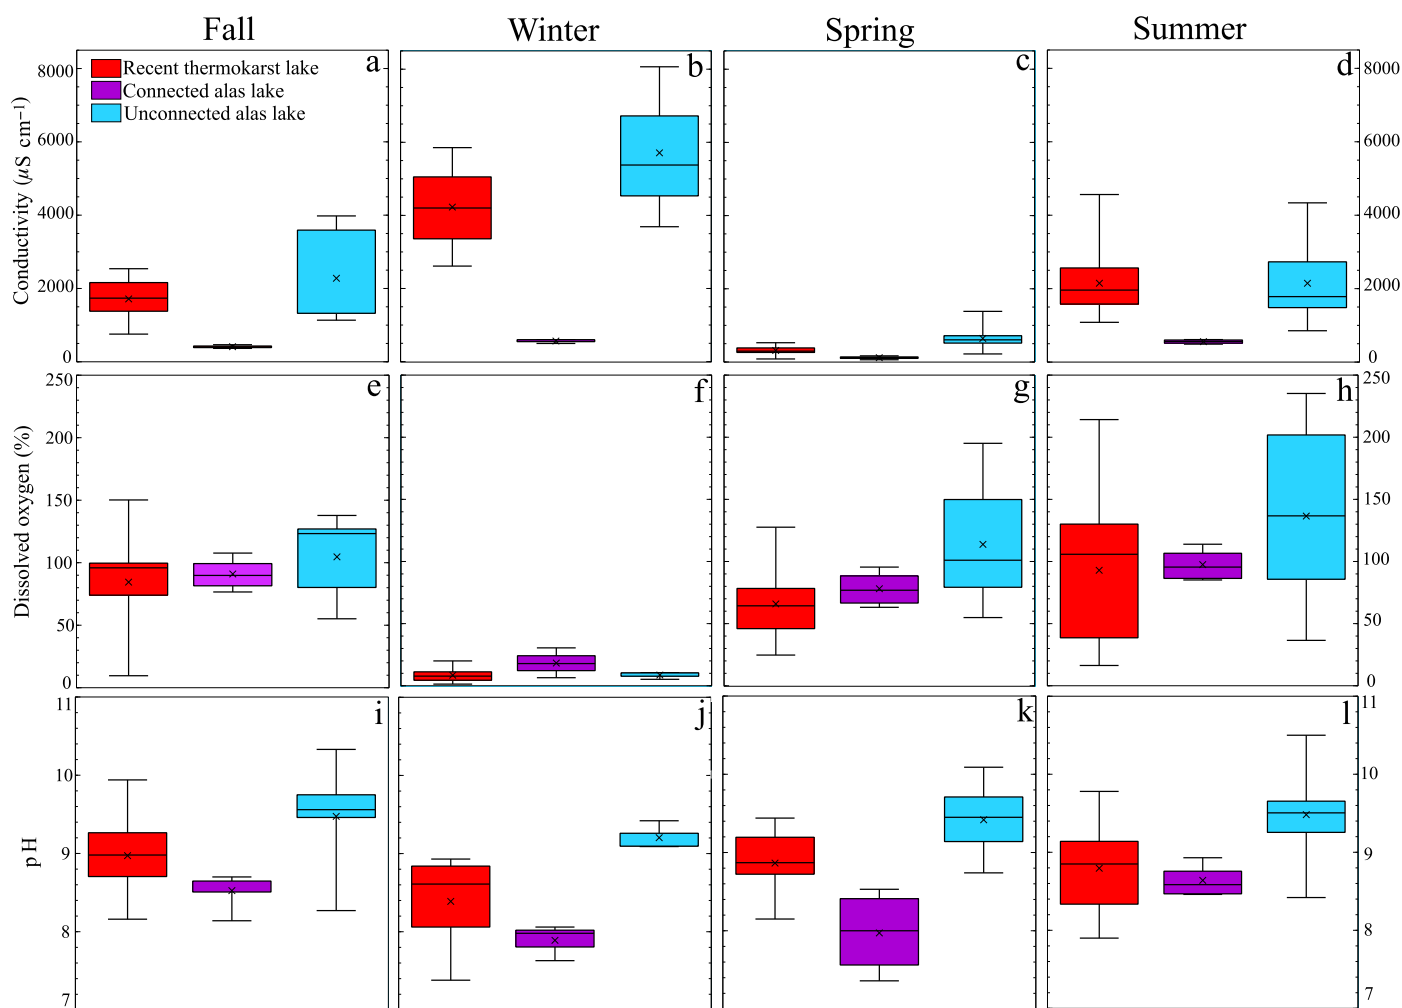 Fall Winter Spring Summer
a b c d
Recent thermokarst lake
Connected alas lake
Unconnected alas lake
Conductivity (μS cm⁻¹)
8000 8000
6000 6000
4000 4000
2000 2000
0 0
e f g h
Dissolved oxygen (%)
250 250
200 200
150 150
100 100
50 50
0 0
i j k l
pH
11 11
10 10
9 9
8 8
7 7